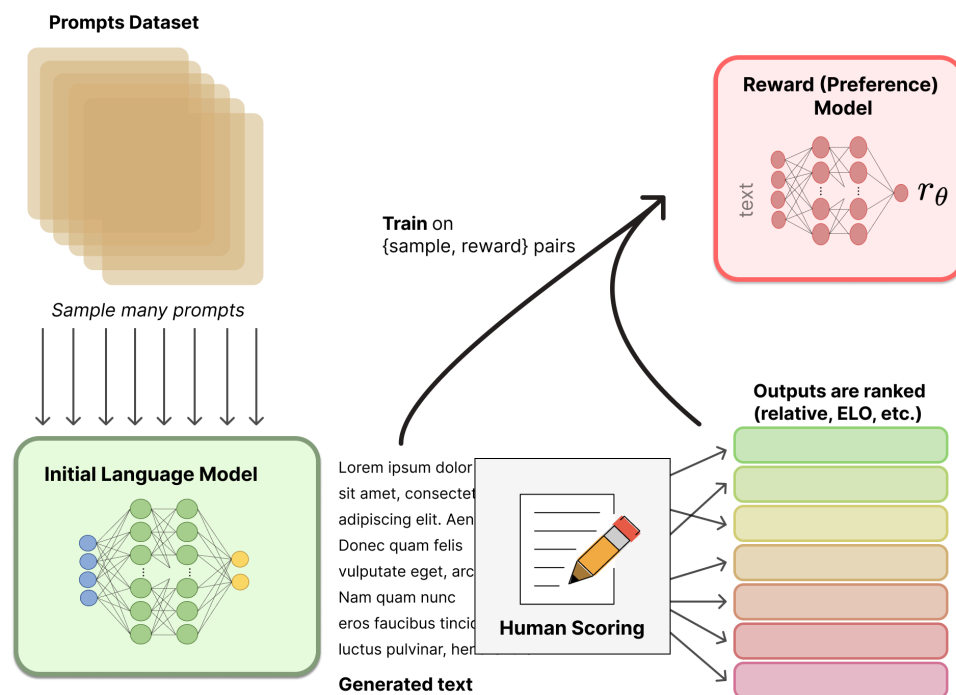 Prompts Dataset
Sample many prompts
Initial Language Model
Train on
{sample, reward} pairs
Reward (Preference)
Model
text
r_θ
Outputs are ranked
(relative, ELO, etc.)
Lorem ipsum dolor
sit amet, consectet
adipiscing elit. Aen
Donec quam felis
vulputate eget, arc
Nam quam nunc
eros faucibus tincid
luctus pulvinar, her
Generated text
Human Scoring